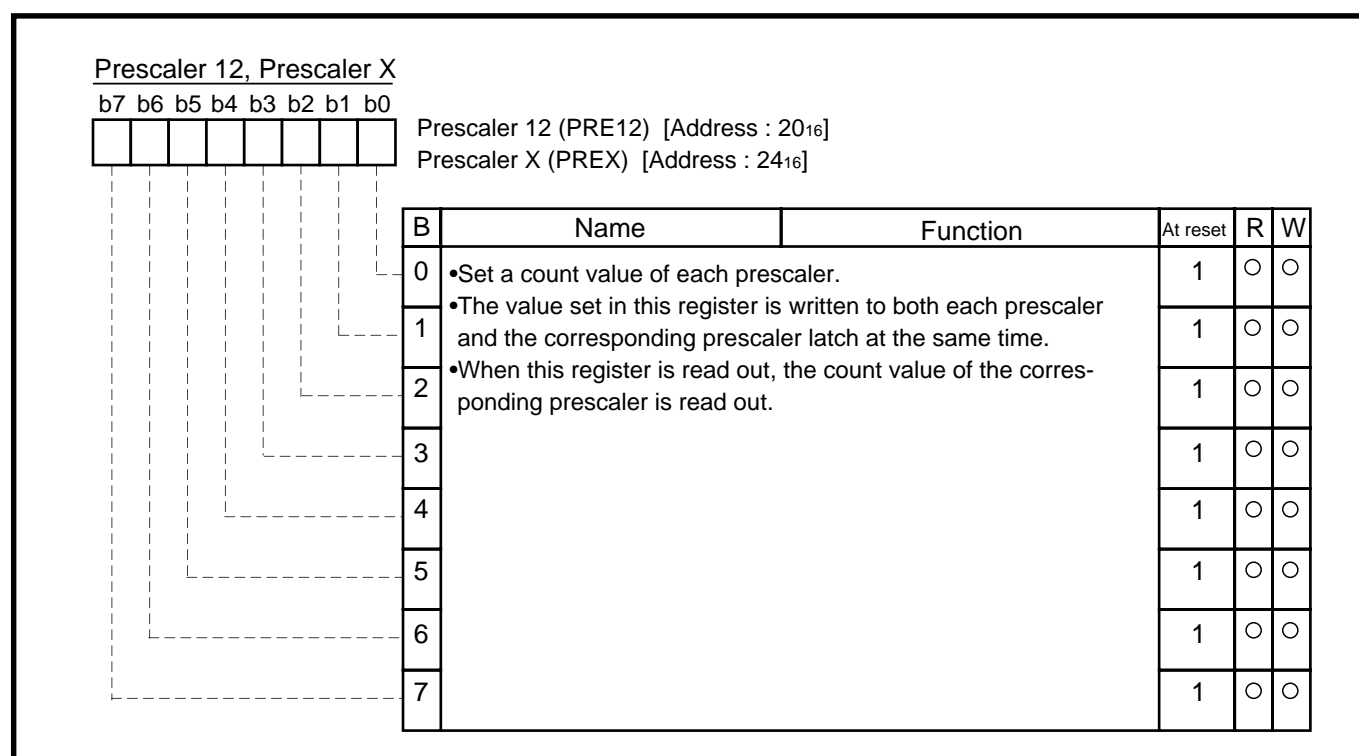 Prescaler 12, Prescaler X
b7 b6 b5 b4 b3 b2 b1 b0
Prescaler 12 (PRE12) [Address : 2016]
Prescaler X (PREX) [Address : 2416]
B Name Function At reset R W
0 •Set a count value of each prescaler. 1 ○ ○
•The value set in this register is written to both each prescaler
1 and the corresponding prescaler latch at the same time. 1 ○ ○
•When this register is read out, the count value of the corres-
2 ponding prescaler is read out. 1 ○ ○
3 1 ○ ○
4 1 ○ ○
5 1 ○ ○
6 1 ○ ○
7 1 ○ ○